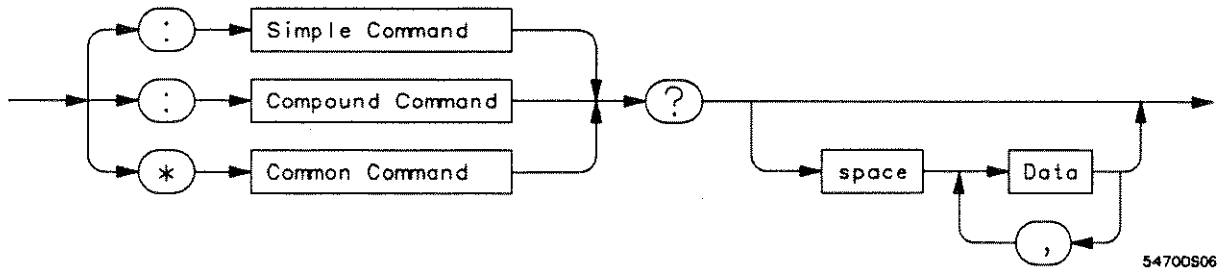 : Simple Command
: Compound Command ?
* Common Command
space Data
,
54700S06